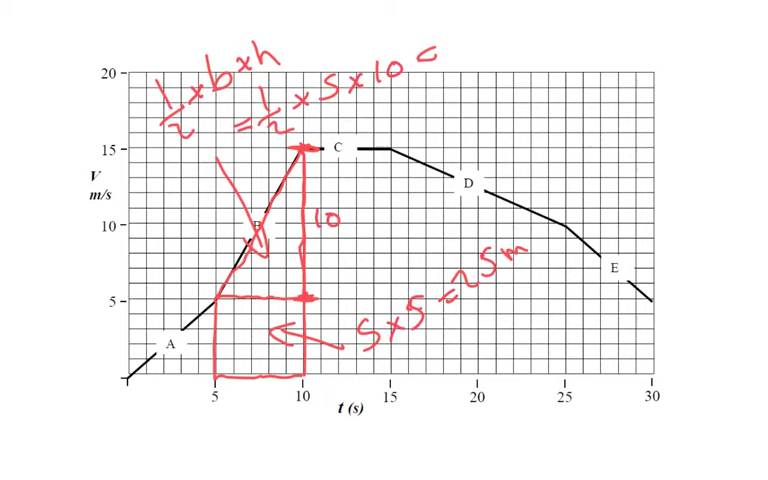 1/2 × b × h
= 1/2 × 5 × 10 =
20
15
V
m/s
C
D
10
B
10
5 × 5 = 25 m
E
5
A
5 10 15 20 25 30
t (s)